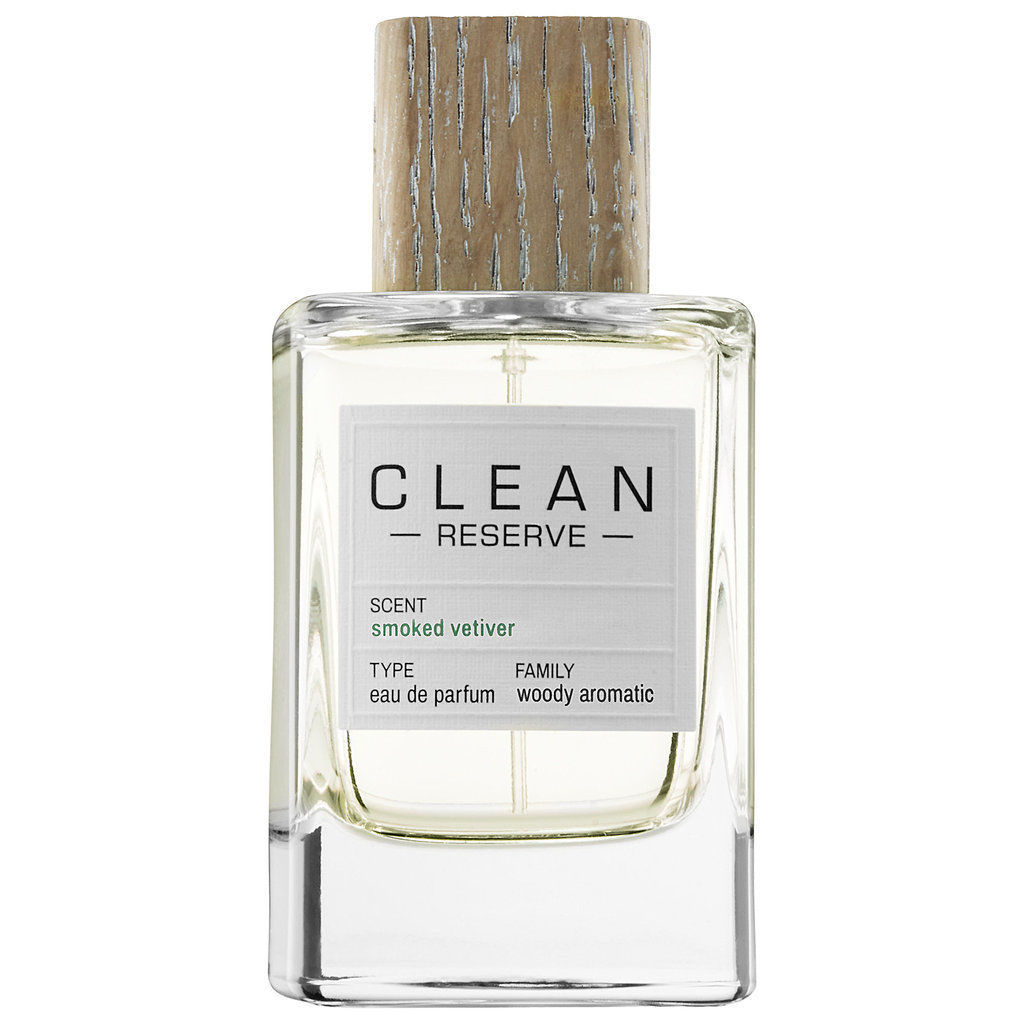 CLEAN
— RESERVE —
SCENT
smoked vetiver
TYPE FAMILY
eau de parfum woody aromatic